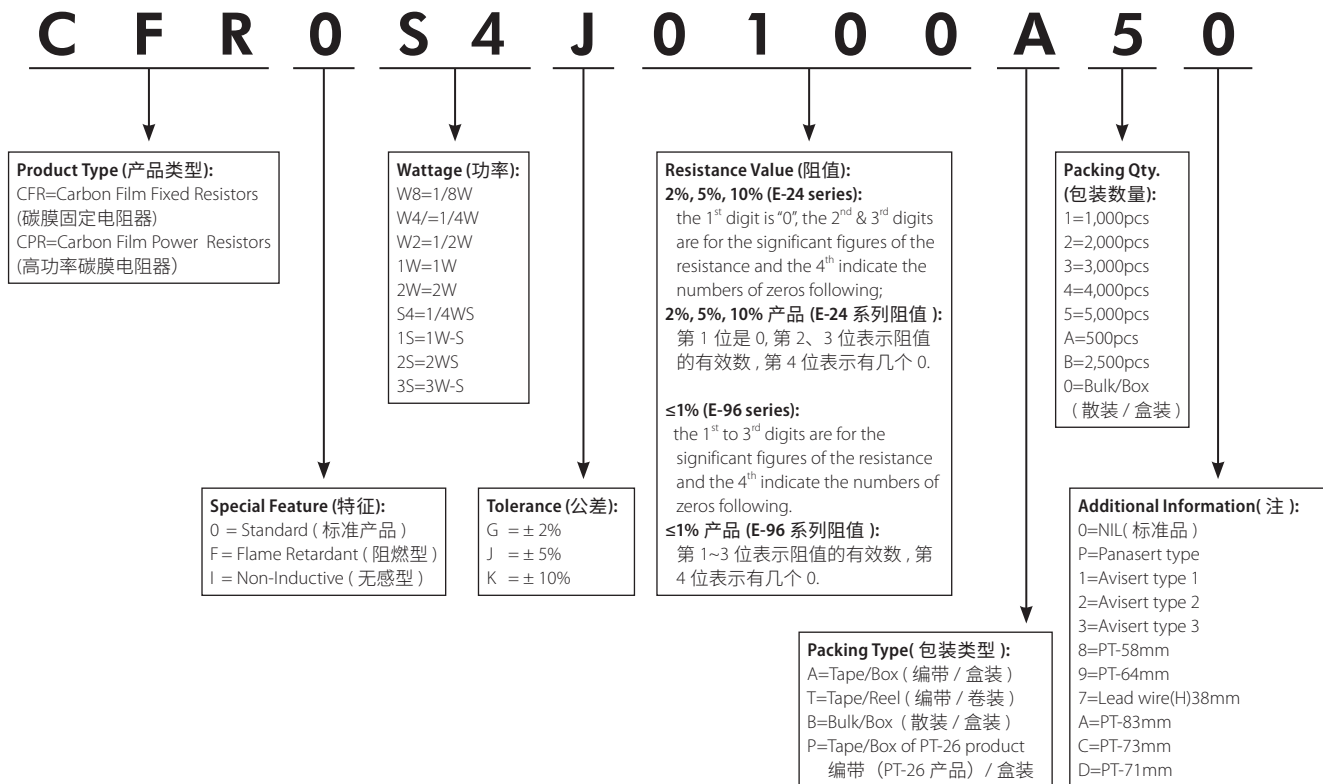 C F R 0 S 4 J 0 1 0 0 A 5 0
Product Type (产品类型):
CFR=Carbon Film Fixed Resistors
(碳膜固定电阻器)
CPR=Carbon Film Power Resistors
(高功率碳膜电阻器）
Wattage (功率):
W8=1/8W
W4/=1/4W
W2=1/2W
1W=1W
2W=2W
S4=1/4WS
1S=1W-S
2S=2WS
3S=3W-S
Resistance Value (阻值):
2%, 5%, 10% (E-24 series):
the 1st digit is “0”, the 2nd & 3rd digits
are for the significant figures of the
resistance and the 4th indicate the
numbers of zeros following;
2%, 5%, 10% 产品 (E-24 系列阻值 ):
第 1 位是 0, 第 2、3 位表示阻值
的有效数 , 第 4 位表示有几个 0.
≤1% (E-96 series):
the 1st to 3rd digits are for the
significant figures of the resistance
and the 4th indicate the numbers of
zeros following.
≤1% 产品 (E-96 系列阻值 ):
第 1~3 位表示阻值的有效数 , 第
4 位表示有几个 0.
Packing Qty.
(包装数量):
1=1,000pcs
2=2,000pcs
3=3,000pcs
4=4,000pcs
5=5,000pcs
A=500pcs
B=2,500pcs
0=Bulk/Box
( 散装 / 盒装 )
Special Feature (特征):
0 = Standard ( 标准产品 )
F = Flame Retardant ( 阻燃型 )
I = Non-Inductive ( 无感型 )
Tolerance (公差):
G = ± 2%
J = ± 5%
K = ± 10%
Packing Type( 包装类型 ):
A=Tape/Box ( 编带 / 盒装 )
T=Tape/Reel ( 编带 / 卷装 )
B=Bulk/Box ( 散装 / 盒装 )
P=Tape/Box of PT-26 product
编带（PT-26 产品）/ 盒装
Additional Information( 注 ):
0=NIL( 标准品 )
P=Panasert type
1=Avisert type 1
2=Avisert type 2
3=Avisert type 3
8=PT-58mm
9=PT-64mm
7=Lead wire(H)38mm
A=PT-83mm
C=PT-73mm
D=PT-71mm